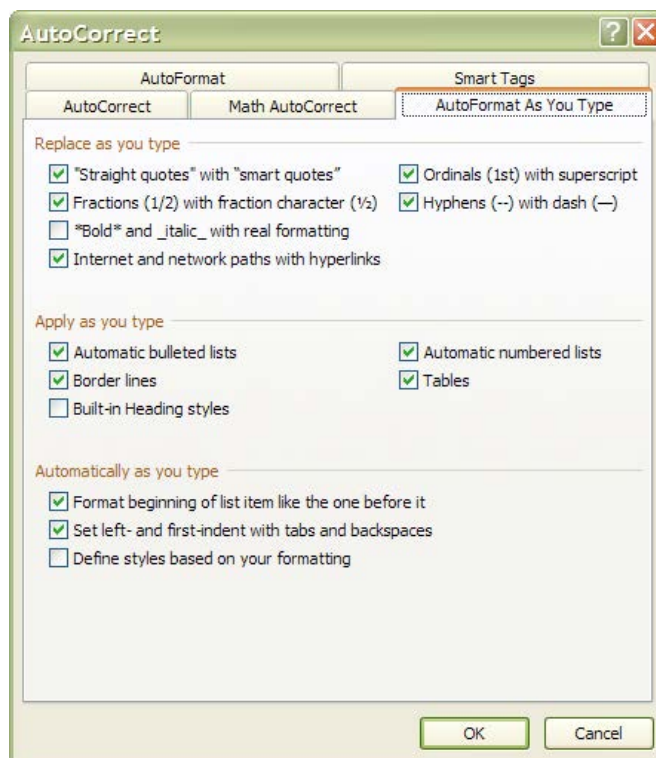 AutoCorrect
AutoFormat Smart Tags
AutoCorrect Math AutoCorrect AutoFormat As You Type
Replace as you type
"Straight quotes" with “smart quotes” Ordinals (1st) with superscript
Fractions (1/2) with fraction character (½) Hyphens (--) with dash (—)
*Bold* and _italic_ with real formatting
Internet and network paths with hyperlinks
Apply as you type
Automatic bulleted lists Automatic numbered lists
Border lines Tables
Built-in Heading styles
Automatically as you type
Format beginning of list item like the one before it
Set left- and first-indent with tabs and backspaces
Define styles based on your formatting
OK Cancel